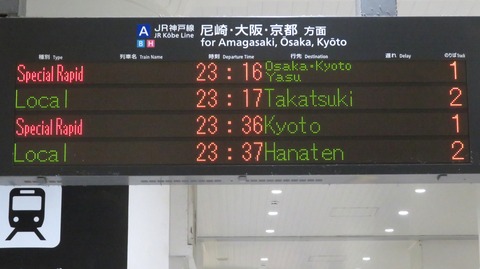 A JR神戸線 尼崎・大阪・京都 方面
B H JR Kōbe Line for Amagasaki, Ōsaka, Kyōto
種別 Type 列車名 Train Name 時刻 Departure Time 行先 Destination 遅れ Delay のりば Track
Special Rapid 23:16 Osaka・Kyoto Yasu 1
Local 23:17 Takatsuki 2
Special Rapid 23:36 Kyoto 1
Local 23:37 Hanaten 2